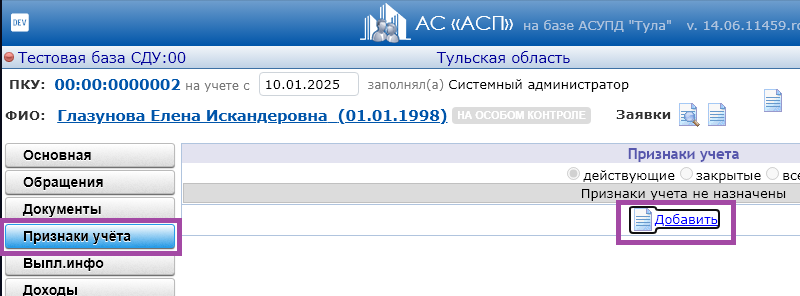 DEV
АС «АСП» на базе АСУПД "Тула" v. 14.06.11459.rc
Тестовая база СДУ:00 Тульская область
ПКУ: 00:00:0000002 на учете с 10.01.2025 заполнял(а) Системный администратор
ФИО: Глазунова Елена Искандеровна (01.01.1998) НА ОСОБОМ КОНТРОЛЕ Заявки
Основная
Обращения
Документы
Признаки учёта
Выпл.инфо
Доходы
Признаки учета
действующие закрытые все
Признаки учета не назначены
Добавить